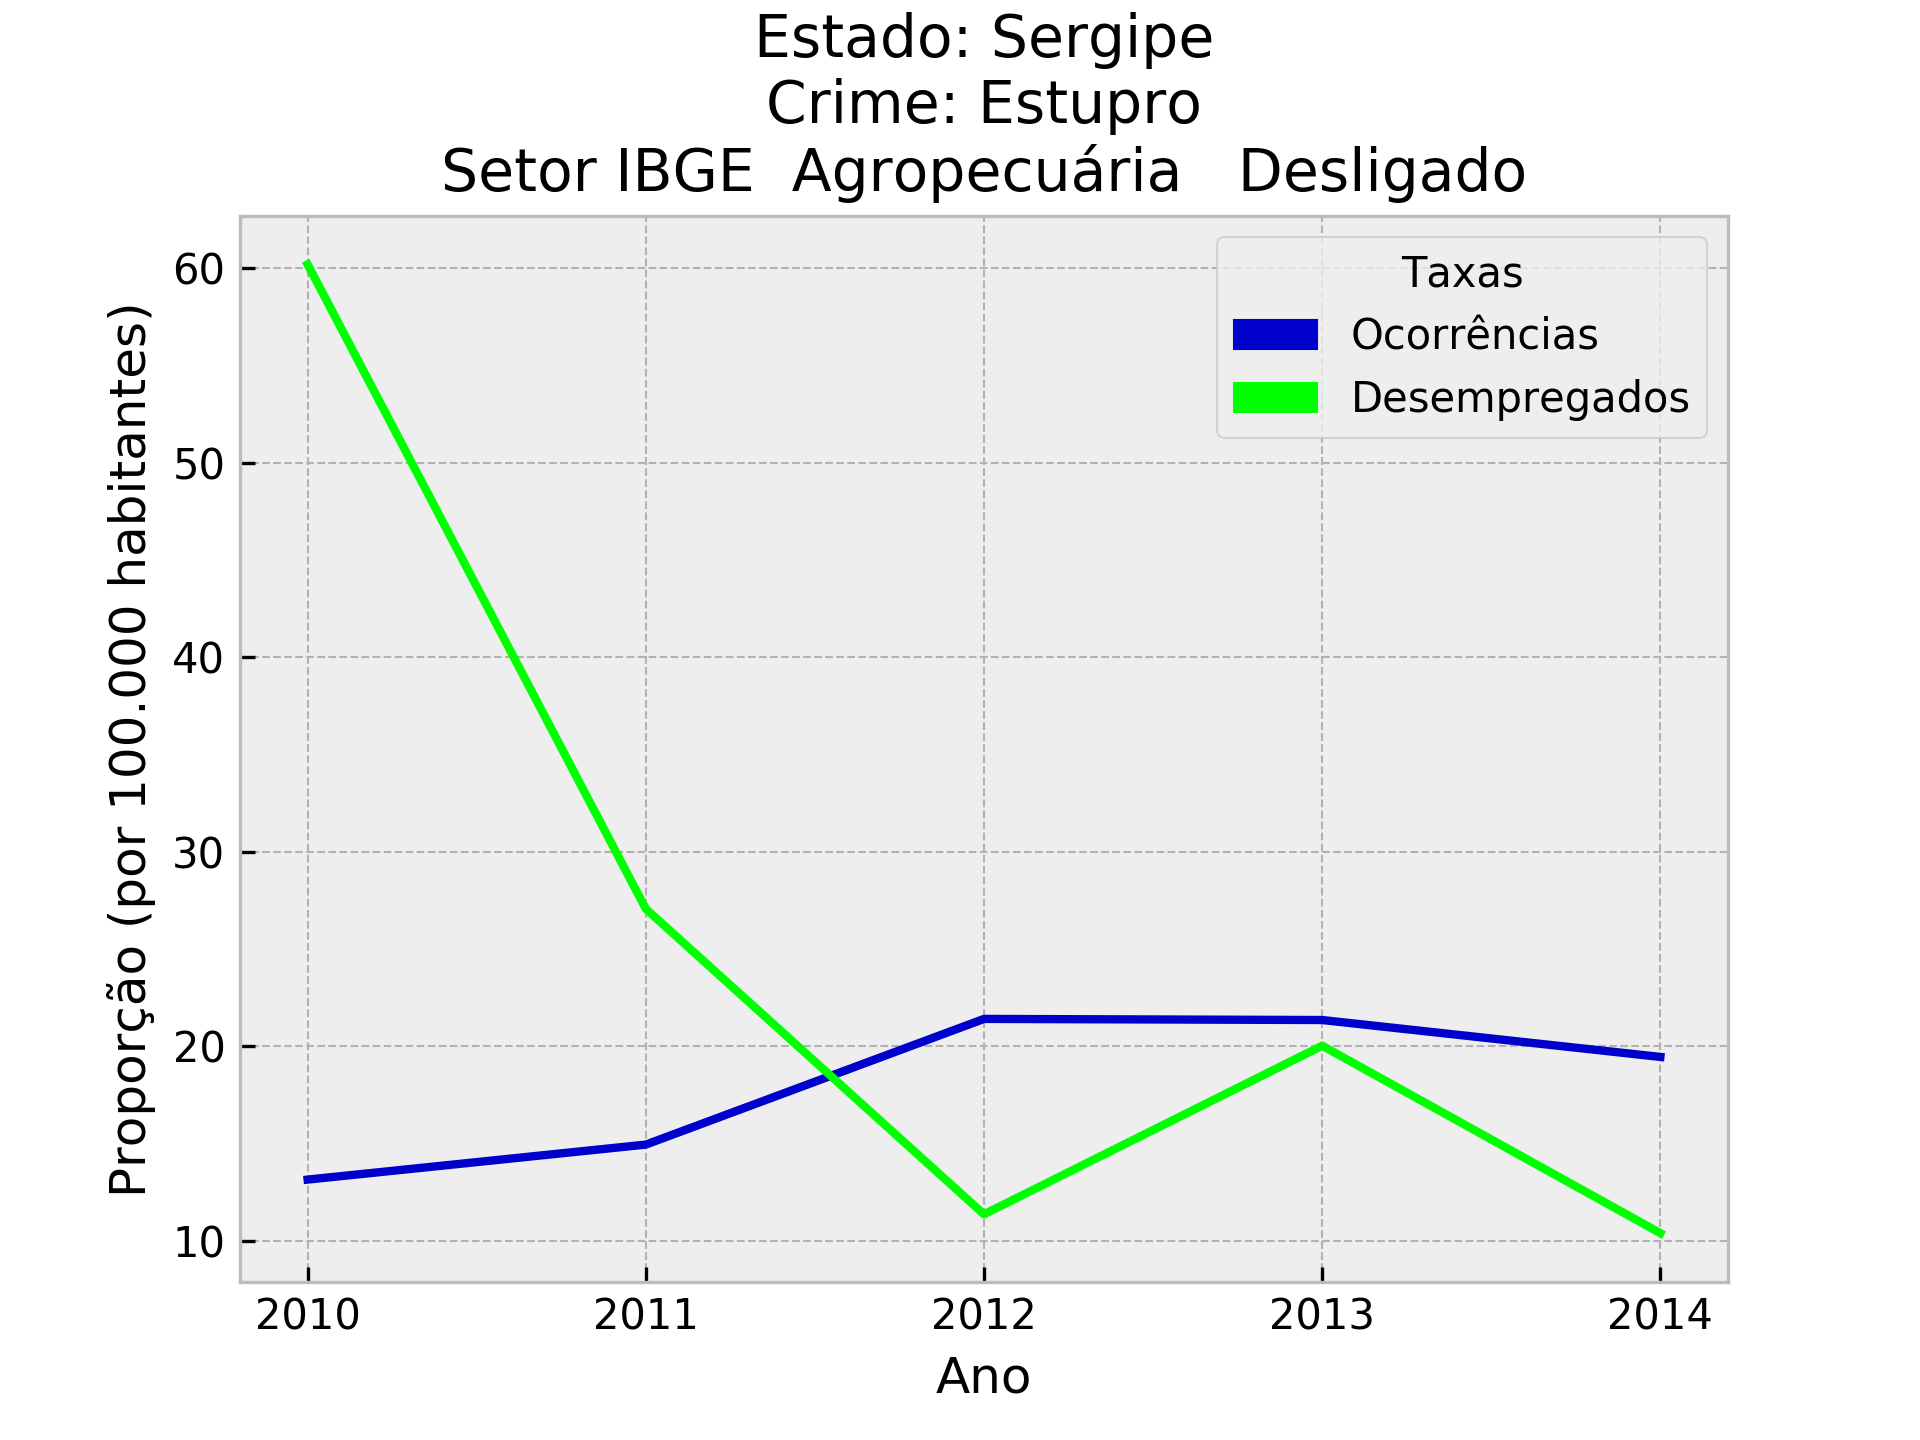 Estado: Sergipe
Crime: Estupro
Setor IBGE  Agropecuária   Desligado
Taxas
Ocorrências
Desempregados
Proporção (por 100.000 habitantes)
60
50
40
30
20
10
2010 2011 2012 2013 2014
Ano